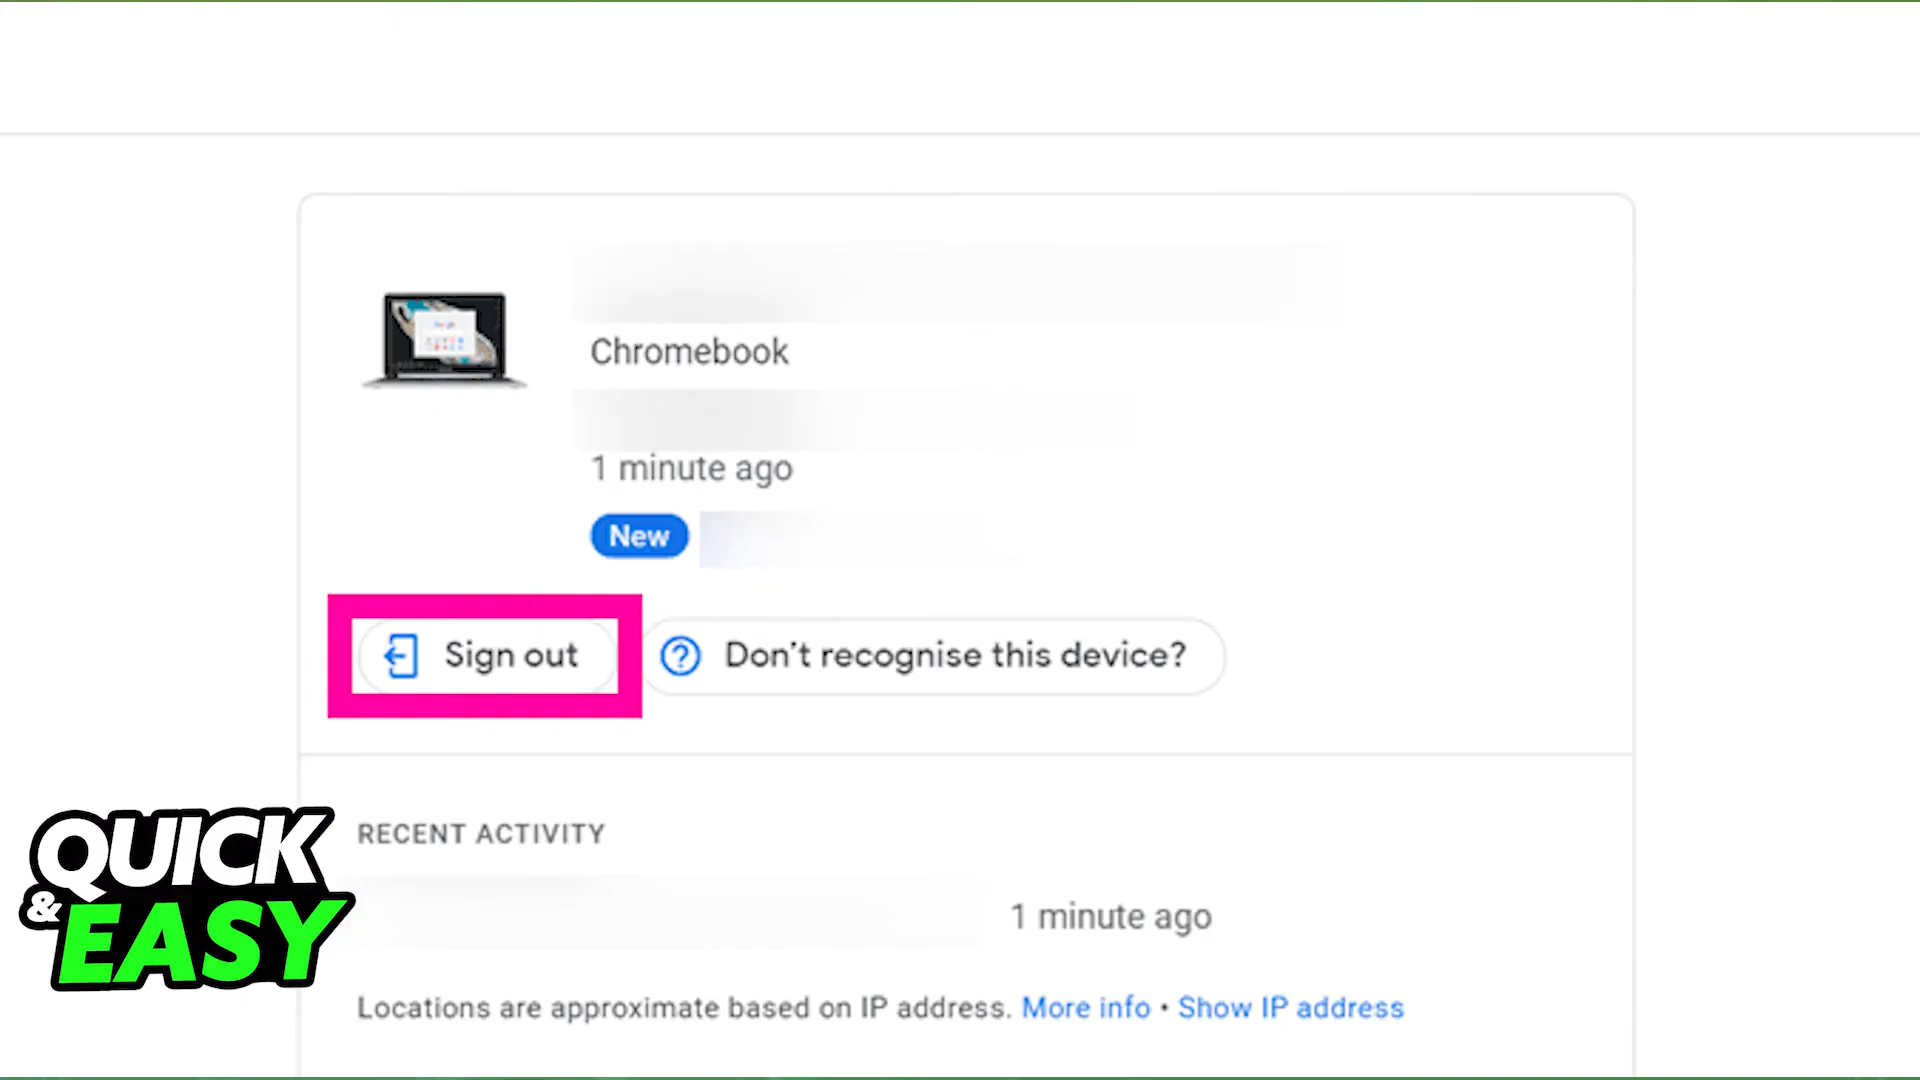 Chromebook
1 minute ago
New
Sign out
Don't recognise this device?
RECENT ACTIVITY
1 minute ago
Locations are approximate based on IP address. More info • Show IP address
QUICK
& EASY